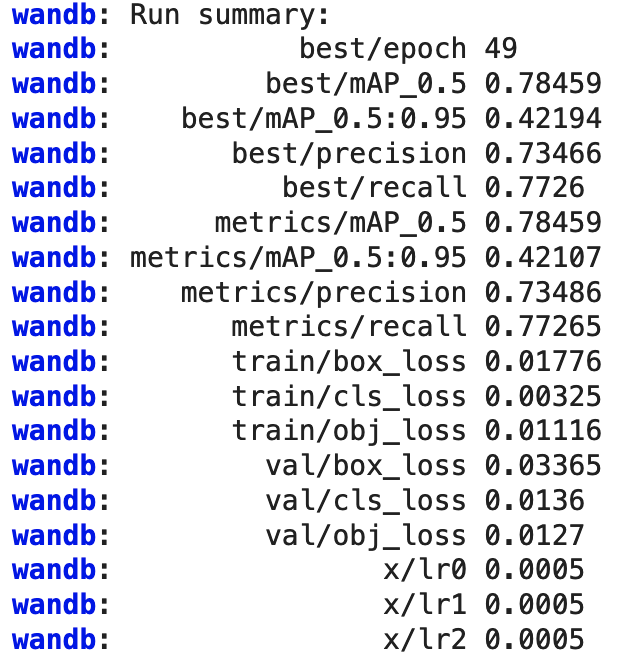 wandb: Run summary:
wandb: best/epoch 49
wandb: best/mAP_0.5 0.78459
wandb: best/mAP_0.5:0.95 0.42194
wandb: best/precision 0.73466
wandb: best/recall 0.7726
wandb: metrics/mAP_0.5 0.78459
wandb: metrics/mAP_0.5:0.95 0.42107
wandb: metrics/precision 0.73486
wandb: metrics/recall 0.77265
wandb: train/box_loss 0.01776
wandb: train/cls_loss 0.00325
wandb: train/obj_loss 0.01116
wandb: val/box_loss 0.03365
wandb: val/cls_loss 0.0136
wandb: val/obj_loss 0.0127
wandb: x/lr0 0.0005
wandb: x/lr1 0.0005
wandb: x/lr2 0.0005